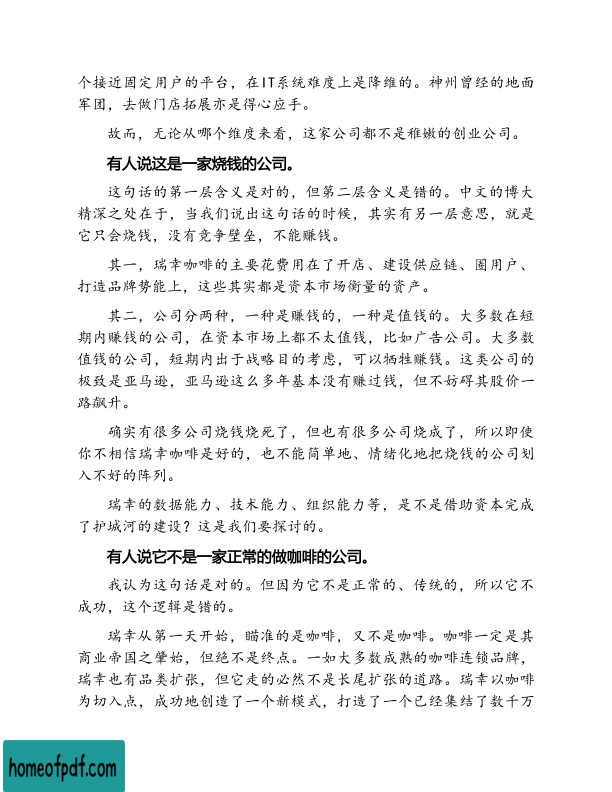 个接近固定用户的平台，在IT系统难度上是降维的。神州曾经的地面
军团，去做门店拓展亦是得心应手。
故而，无论从哪个维度来看，这家公司都不是稚嫩的创业公司。
有人说这是一家烧钱的公司。
这句话的第一层含义是对的，但第二层含义是错的。中文的博大
精深之处在于，当我们说出这句话的时候，其实有另一层意思，就是
它只会烧钱，没有竞争壁垒，不能赚钱。
其一，瑞幸咖啡的主要花费用在了开店、建设供应链、圈用户、
打造品牌势能上，这些其实都是资本市场衡量的资产。
其二，公司分两种，一种是赚钱的，一种是值钱的。大多数在短
期内赚钱的公司，在资本市场上都不太值钱，比如广告公司。大多数
值钱的公司，短期内出于战略目的考虑，可以牺牲赚钱。这类公司的
极致是亚马逊，亚马逊这么多年基本没有赚过钱，但不妨碍其股价一
路飙升。
确实有很多公司烧钱烧死了，但也有很多公司烧成了，所以即使
你不相信瑞幸咖啡是好的，也不能简单地、情绪化地把烧钱的公司划
入不好的阵列。
瑞幸的数据能力、技术能力、组织能力等，是不是借助资本完成
了护城河的建设？这是我们要探讨的。
有人说它不是一家正常的做咖啡的公司。
我认为这句话是对的。但因为它不是正常的、传统的，所以它不
成功，这个逻辑是错的。
瑞幸从第一天开始，瞄准的是咖啡，又不是咖啡。咖啡一定是其
商业帝国之肇始，但绝不是终点。一如大多数成熟的咖啡连锁品牌，
瑞幸也有品类扩张，但它走的必然不是长尾扩张的道路。瑞幸以咖啡
为切入点，成功地创造了一个新模式，打造了一个已经集结了数千万
homeofpdf.com